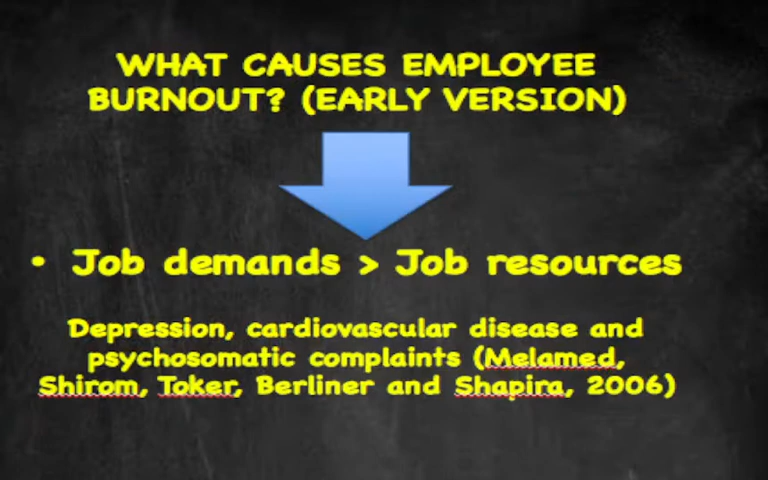 WHAT CAUSES EMPLOYEE
BURNOUT? (EARLY VERSION)
• Job demands > Job resources
Depression, cardiovascular disease and
psychosomatic complaints (Melamed,
Shirom, Toker, Berliner and Shapira, 2006)